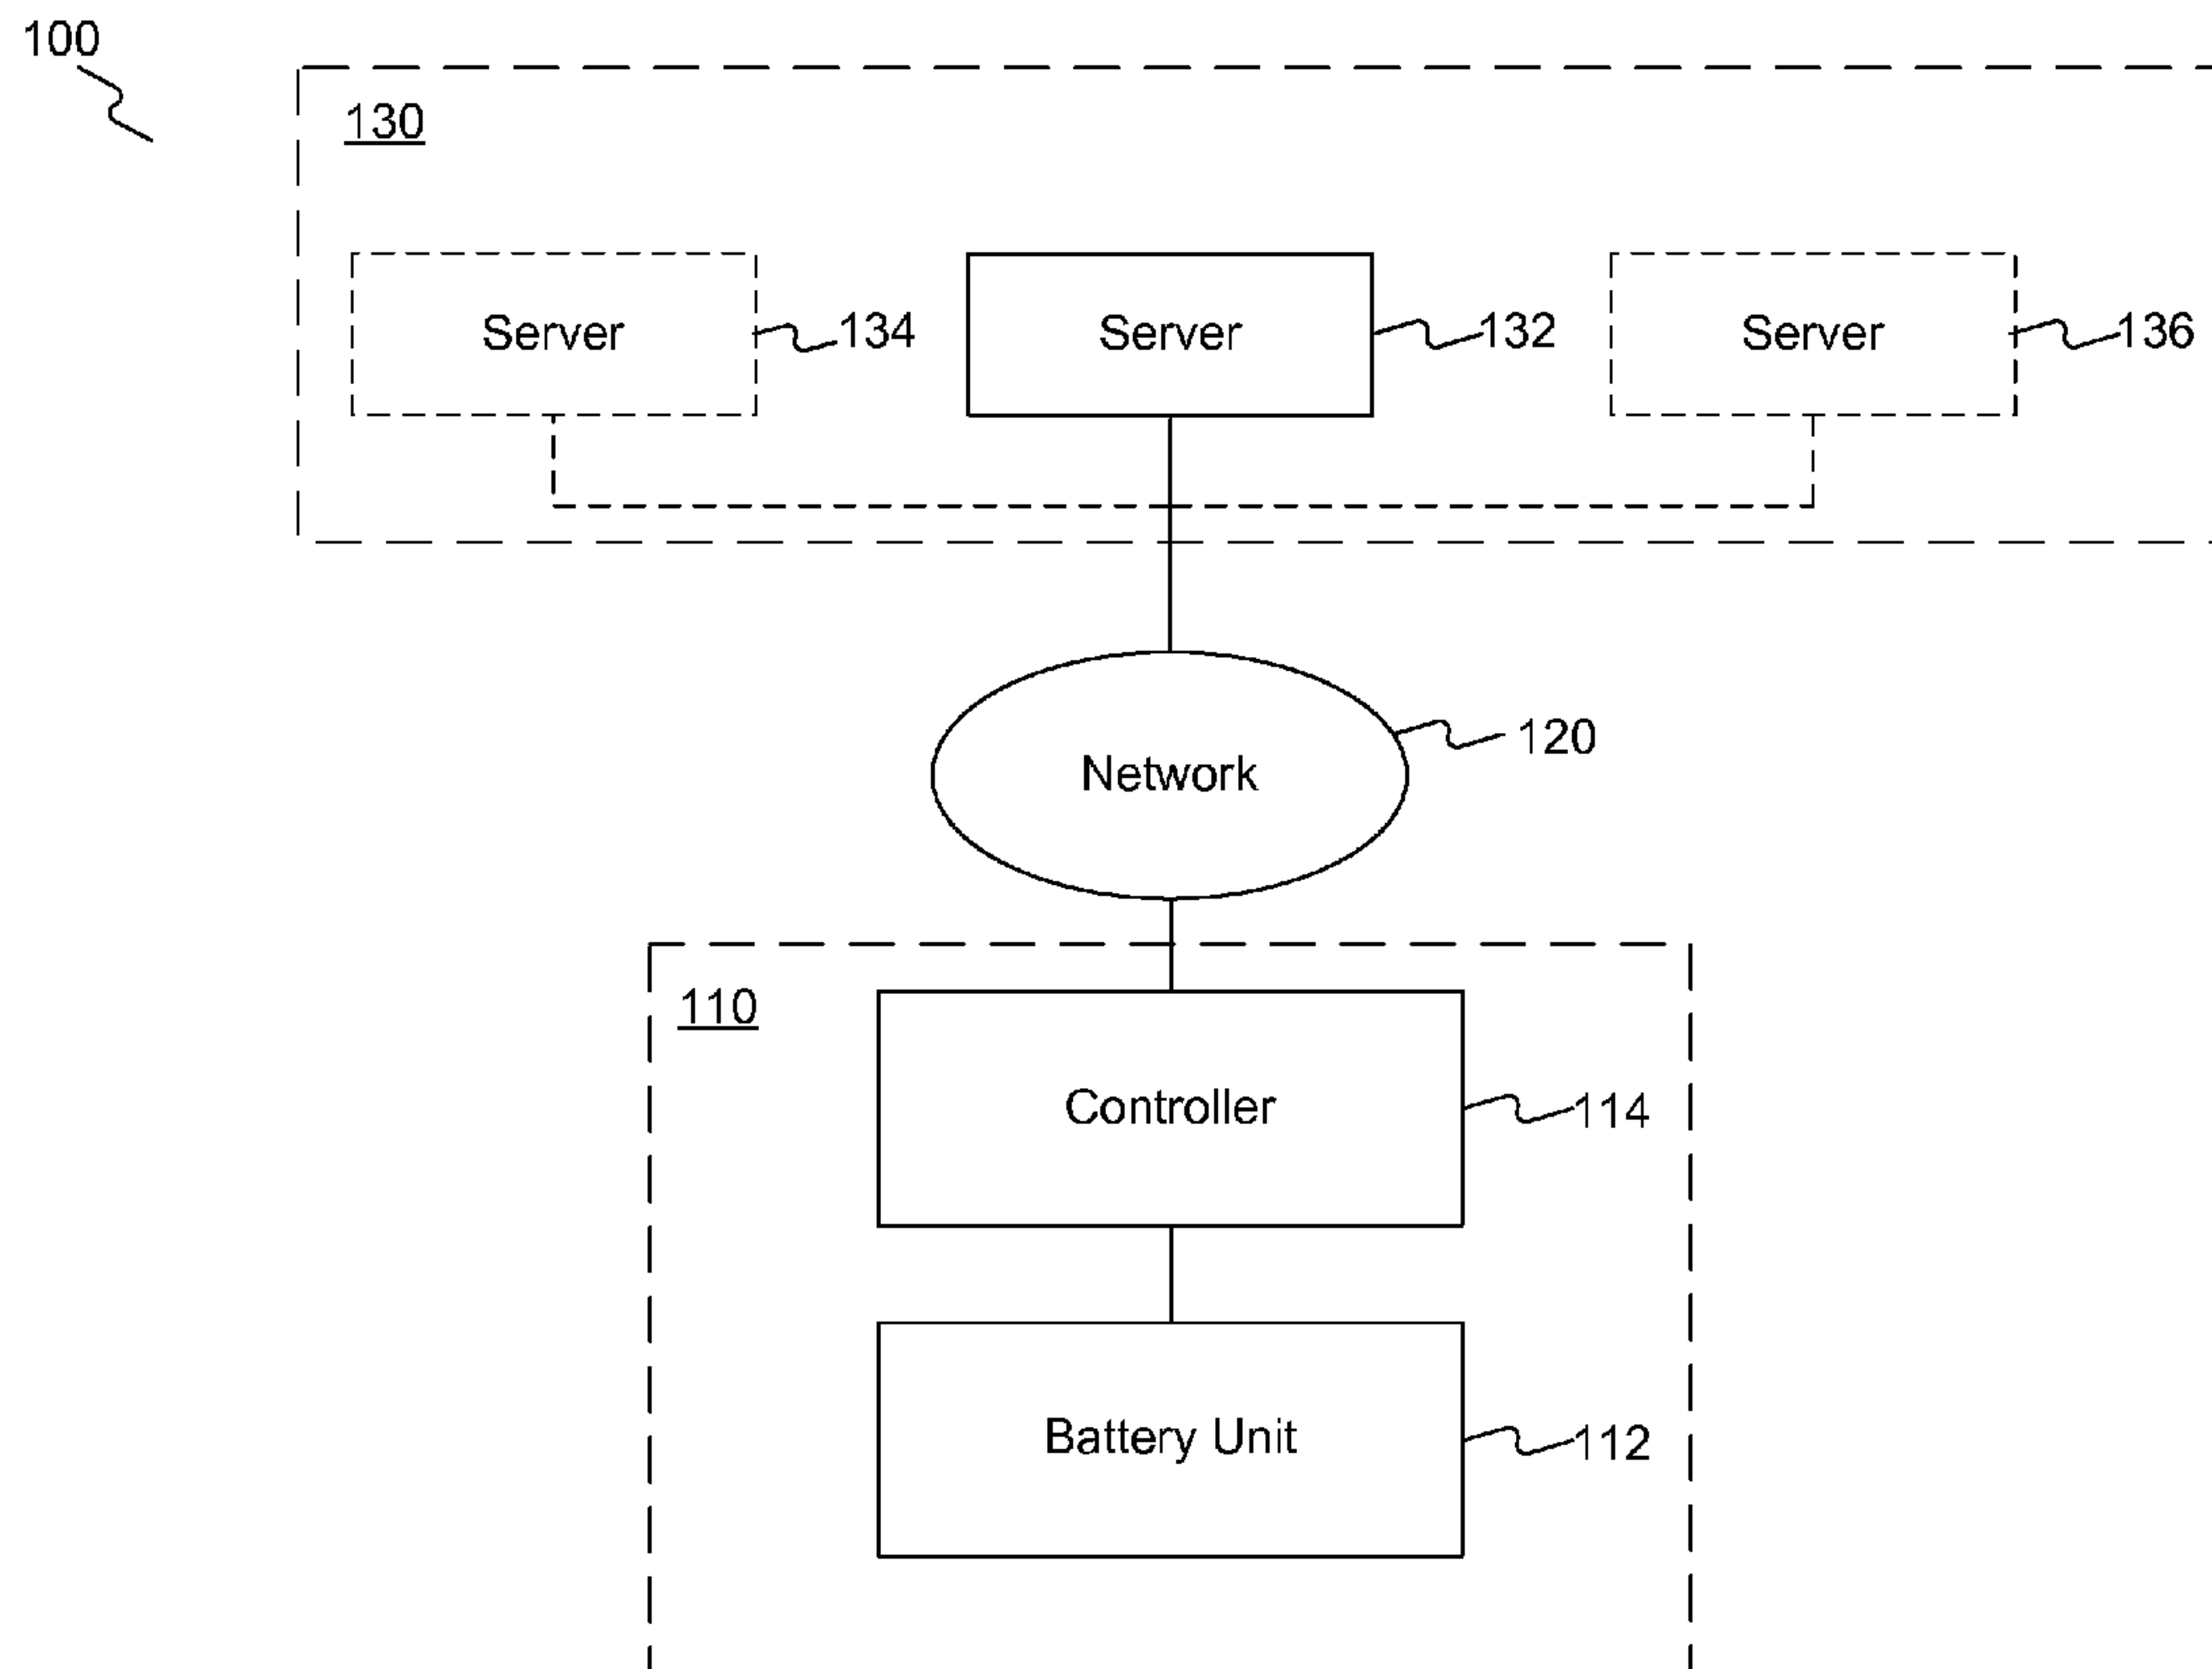 100
130
Server
134
Server
132
Server
136
Network
120
110
Controller
114
Battery Unit
112